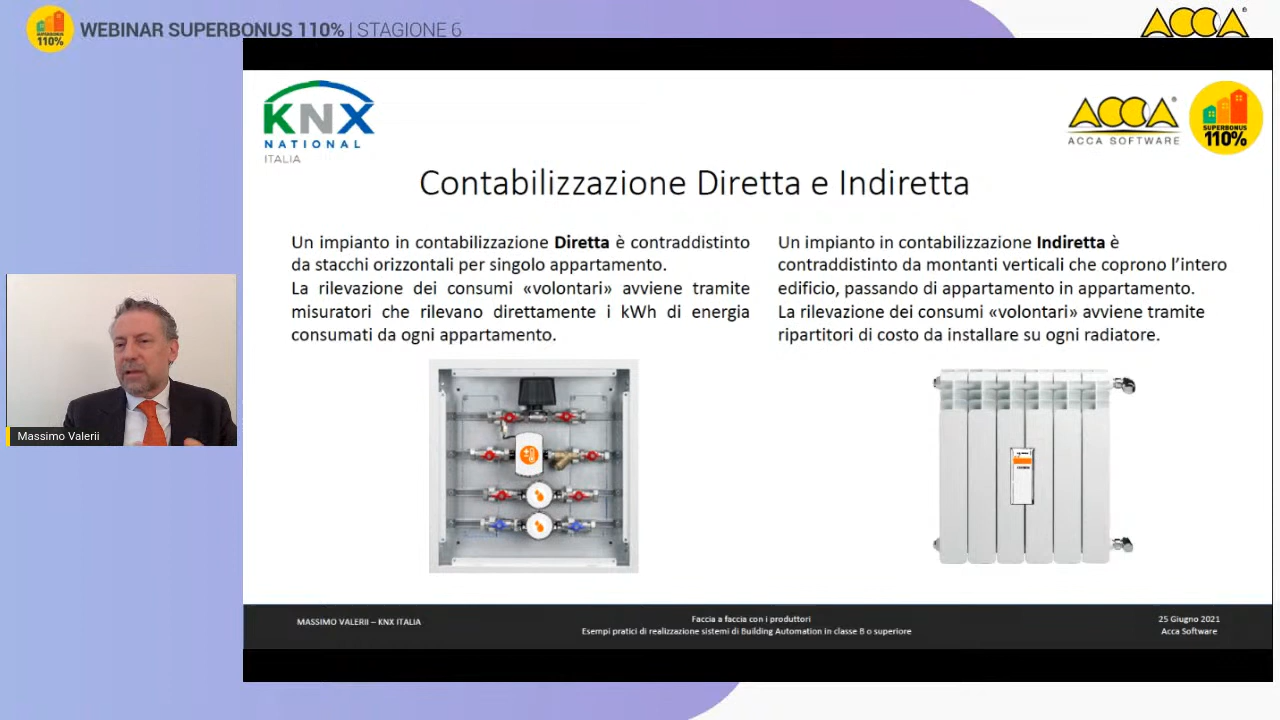 SUPERBONUS
110%
WEBINAR SUPERBONUS 110% | STAGIONE 6
ACCA
KNX
NATIONAL
ITALIA
ACCA
ACCA SOFTWARE
SUPERBONUS
110%
Contabilizzazione Diretta e Indiretta
Un impianto in contabilizzazione Diretta è contraddistinto
da stacchi orizzontali per singolo appartamento.
La rilevazione dei consumi «volontari» avviene tramite
misuratori che rilevano direttamente i kWh di energia
consumati da ogni appartamento.
Un impianto in contabilizzazione Indiretta è
contraddistinto da montanti verticali che coprono l’intero
edificio, passando di appartamento in appartamento.
La rilevazione dei consumi «volontari» avviene tramite
ripartitori di costo da installare su ogni radiatore.
Massimo Valerii
MASSIMO VALERII – KNX ITALIA
Faccia a faccia con i produttori
Esempi pratici di realizzazione sistemi di Building Automation in classe B o superiore
25 Giugno 2021
Acca Software